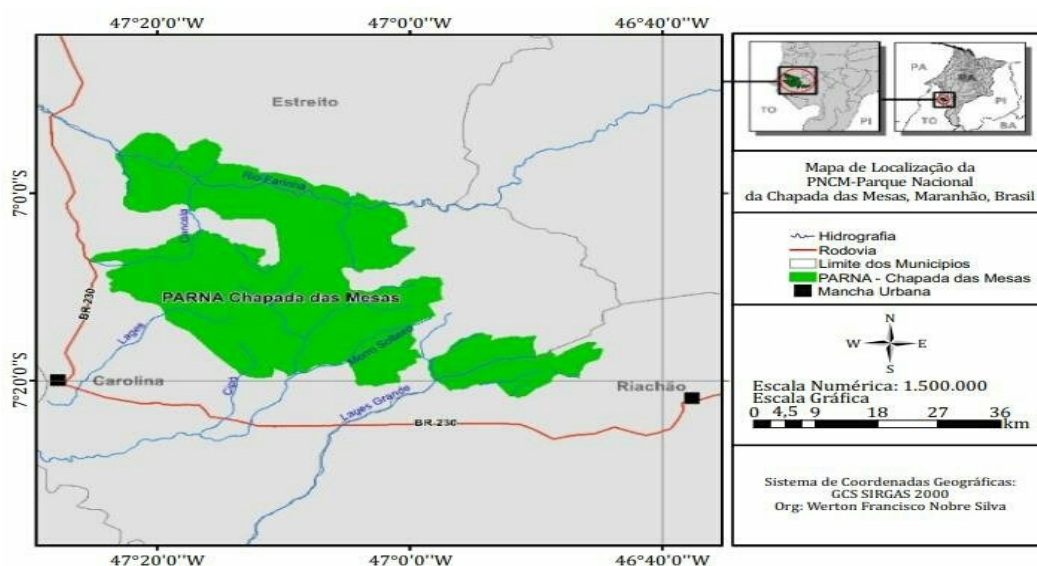 47°20'0"W
47°0'0"W
46°40'0"W
7°0'0"S
7°20'0"S
Estreito
Rio Farinha
PARNA Chapada das Mesas
BR-230
Lages
Carolina
Lages Grande
Riachão
BR-230
47°20'0"W
47°0'0"W
46°40'0"W
TO
PI
PA
TO
PI
BA
Mapa de Localização da
PNCM-Parque Nacional
da Chapada das Mesas, Maranhão, Brasil
Hidrografia
Rodovia
Limite dos Municipios
PARNA - Chapada das Mesas
Mancha Urbana
N
W E
S
Escala Numérica: 1.500.000
Escala Gráfica
0 4,5 9 18 27 36
km
Sistema de Coordenadas Geográficas:
GCS SIRGAS 2000
Org: Werton Francisco Nobre Silva